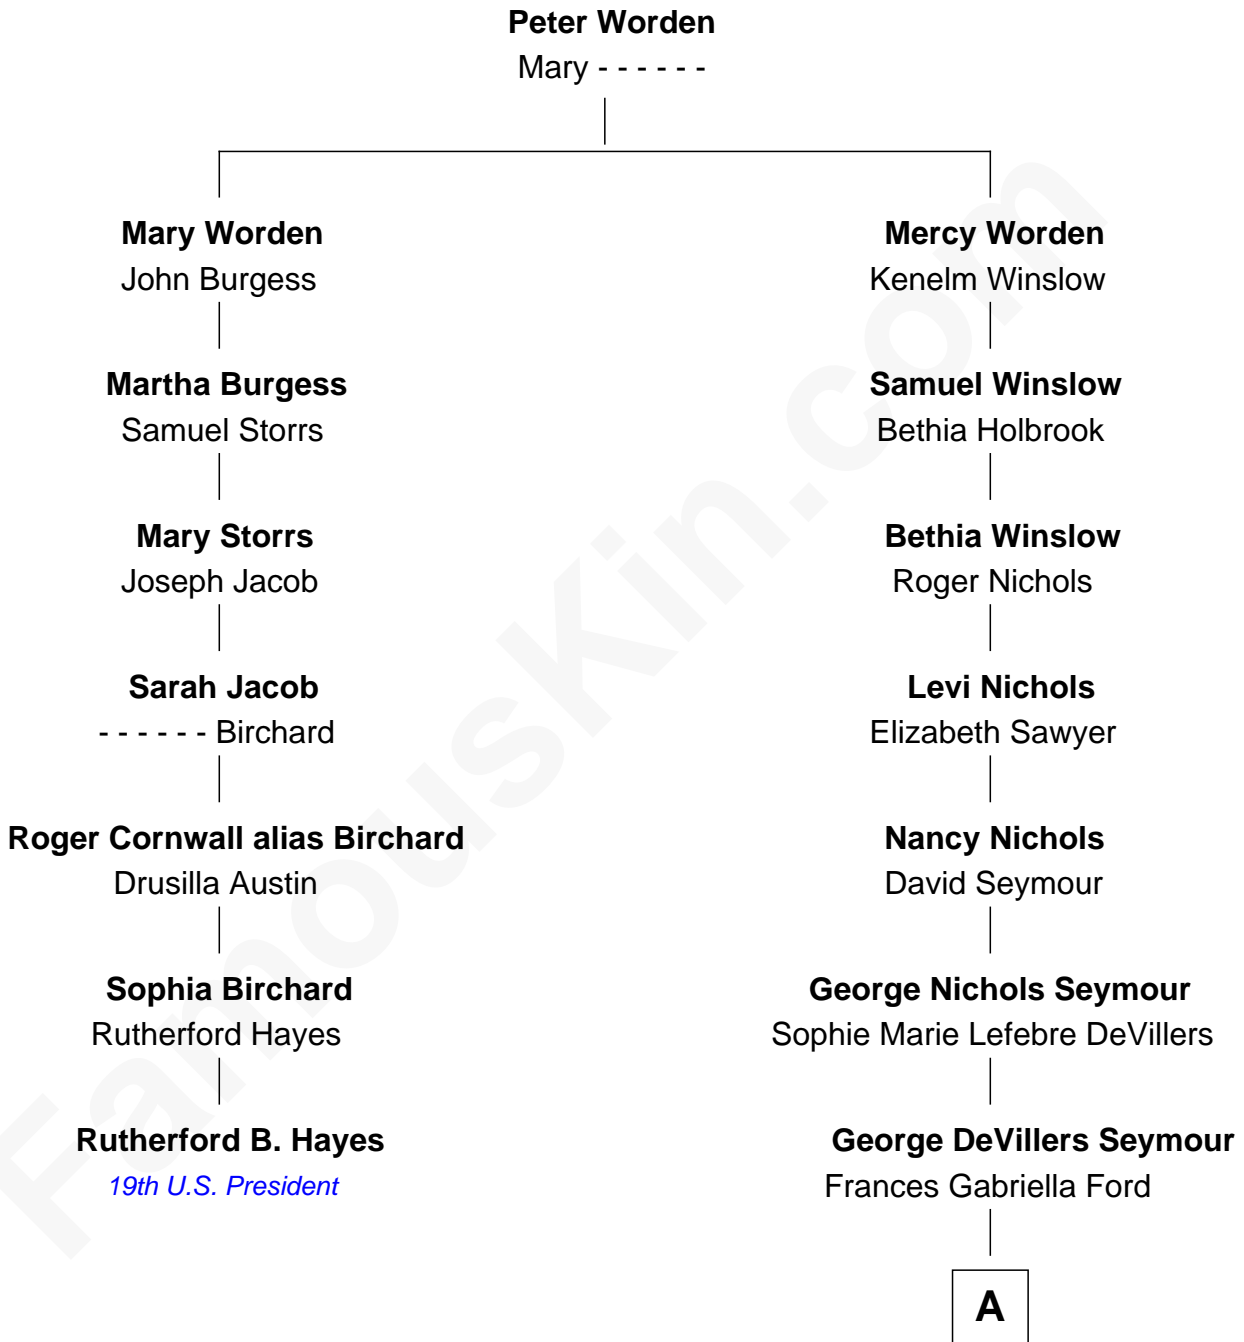 Peter Worden
Mary - - - - - -
Mary Worden
John Burgess
Mercy Worden
Kenelm Winslow
Martha Burgess
Samuel Storrs
Samuel Winslow
Bethia Holbrook
Mary Storrs
Joseph Jacob
Bethia Winslow
Roger Nichols
Sarah Jacob
- - - - - - Birchard
Levi Nichols
Elizabeth Sawyer
Roger Cornwall alias Birchard
Drusilla Austin
Nancy Nichols
David Seymour
Sophia Birchard
Rutherford Hayes
George Nichols Seymour
Sophie Marie Lefebre DeVillers
Rutherford B. Hayes
19th U.S. President
George DeVillers Seymour
Frances Gabriella Ford
A
FamousKin.com